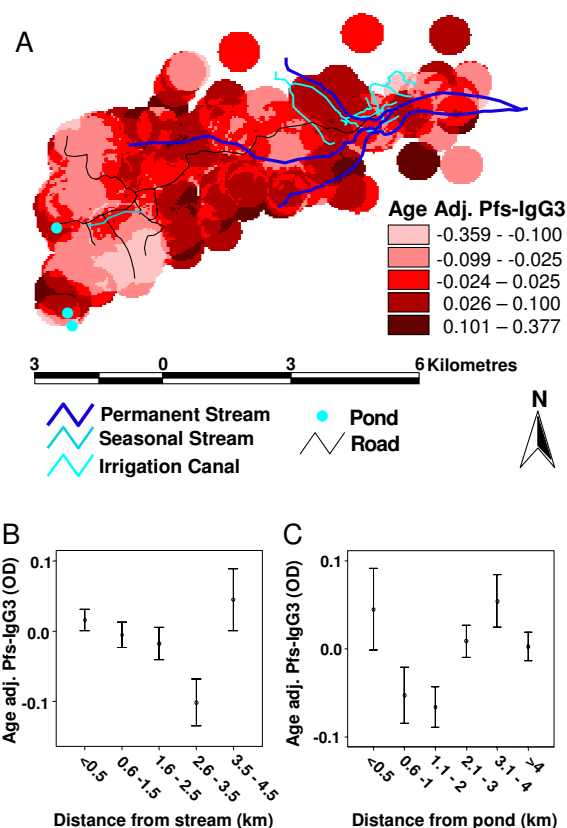 A
Age Adj. Pfs-IgG3
-0.359 - -0.100
-0.099 - -0.025
-0.024 – 0.025
0.026 – 0.100
0.101 – 0.377
3 0 3 6 Kilometres
Permanent Stream
Seasonal Stream
Irrigation Canal
Pond
Road
N
B
Age adj. Pfs-IgG3 (OD)
0.1
0.0
-0.1
<0.5 0.6 -1.5 1.6 - 2.5 2.6 - 3.5 3.5 - 4.5
Distance from stream (km)
C
Age adj. Pfs-IgG3 (OD)
0.1
0.0
-0.1
<0.5 0.6 -1 1.1 - 2 2.1 - 3 3.1 - 4 >4
Distance from pond (km)